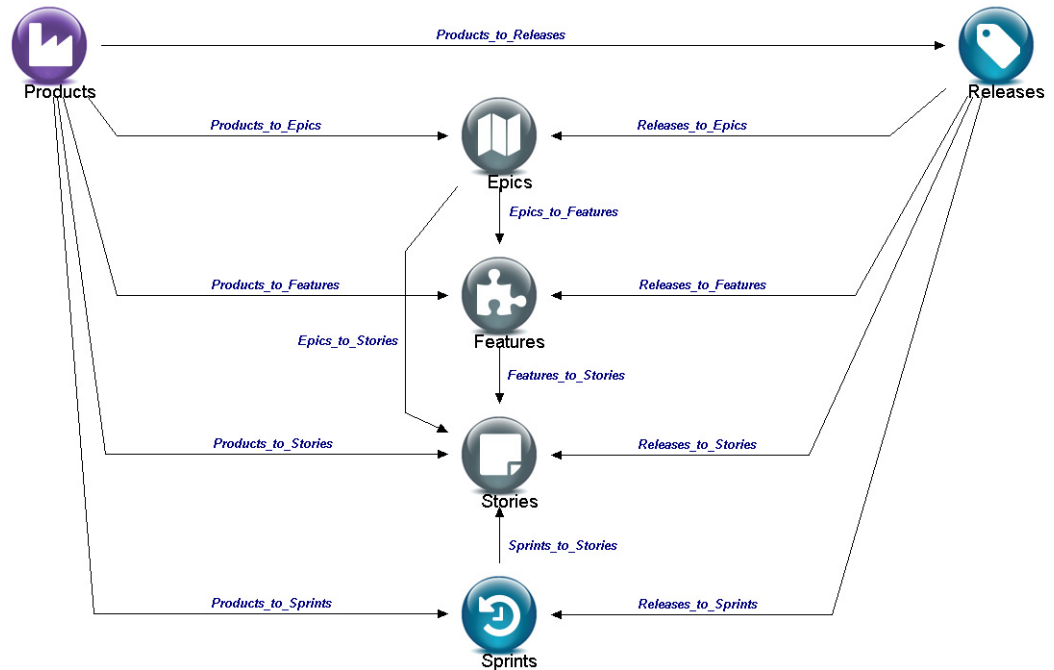 Products_to_Releases
Products
Releases
Products_to_Epics
Releases_to_Epics
Epics
Epics_to_Features
Products_to_Features
Releases_to_Features
Epics_to_Stories
Features
Features_to_Stories
Products_to_Stories
Releases_to_Stories
Stories
Sprints_to_Stories
Products_to_Sprints
Releases_to_Sprints
Sprints